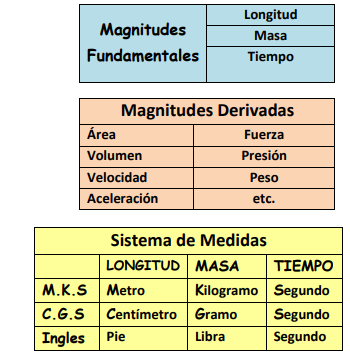 Magnitudes Fundamentales
Longitud
Masa
Tiempo
Magnitudes Derivadas
Área Fuerza
Volumen Presión
Velocidad Peso
Aceleración etc.
Sistema de Medidas
LONGITUD MASA TIEMPO
M.K.S Metro Kilogramo Segundo
C.G.S Centímetro Gramo Segundo
Ingles Pie Libra Segundo